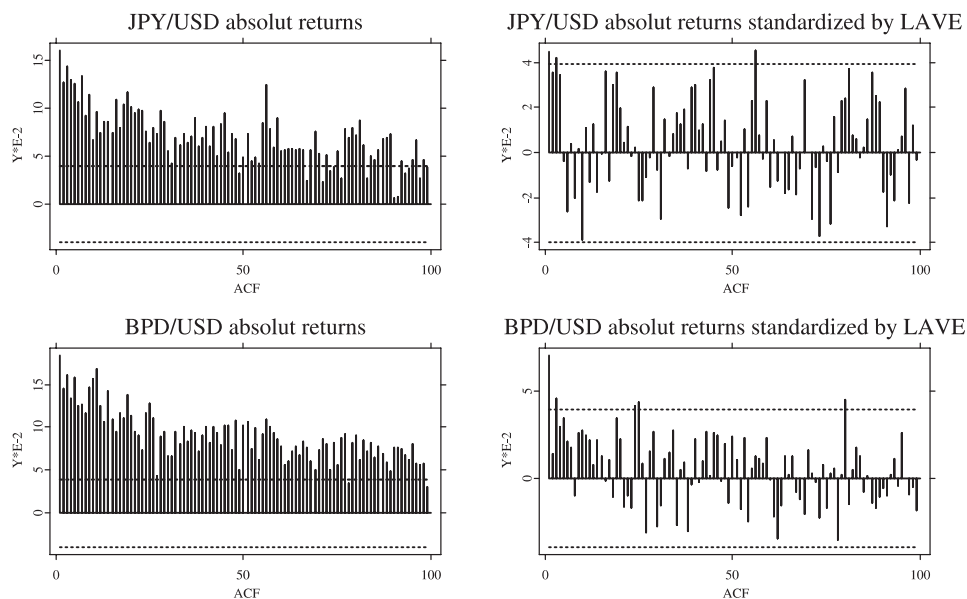 JPY/USD absolut returns
Y*E-2
15
10
5
0
0 50 100
ACF
JPY/USD absolut returns standardized by LAVE
Y*E-2
4
2
0
-2
-4
0 50 100
ACF
BPD/USD absolut returns
Y*E-2
15
10
5
0
0 50 100
ACF
BPD/USD absolut returns standardized by LAVE
Y*E-2
5
0
0 50 100
ACF